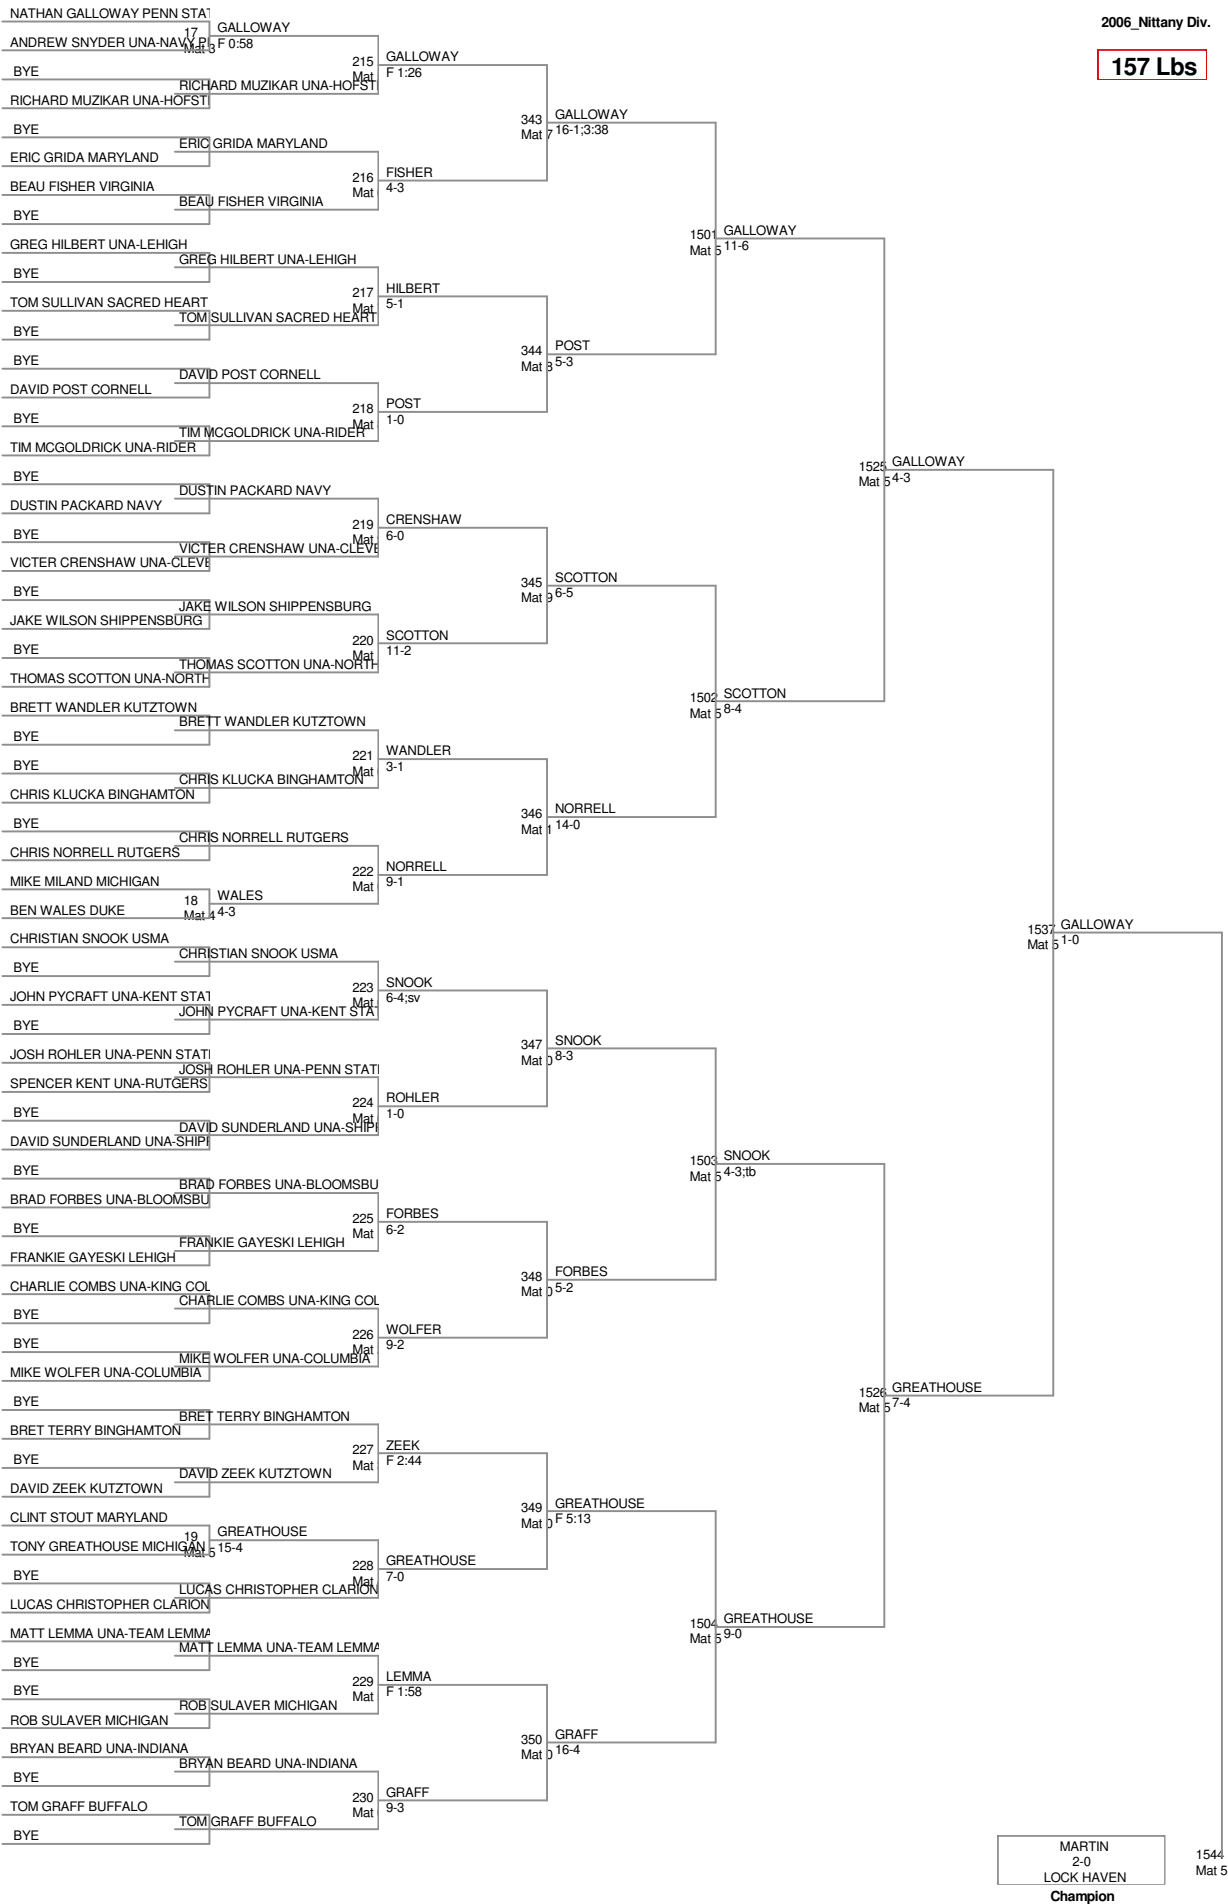 2006_Nittany Div.
157 Lbs
NATHAN GALLOWAY PENN STAT
ANDREW SNYDER UNA-NAVY P
BYE
RICHARD MUZIKAR UNA-HOFST
BYE
ERIC GRIDA MARYLAND
BEAU FISHER VIRGINIA
BYE
GREG HILBERT UNA-LEHIGH
BYE
TOM SULLIVAN SACRED HEART
BYE
BYE
DAVID POST CORNELL
BYE
TIM MCGOLDRICK UNA-RIDER
BYE
DUSTIN PACKARD NAVY
BYE
VICTER CRENSHAW UNA-CLEVE
BYE
JAKE WILSON SHIPPENSBURG
BYE
THOMAS SCOTTON UNA-NORTH
BRETT WANDLER KUTZTOWN
BYE
BYE
CHRIS KLUCKA BINGHAMTON
BYE
CHRIS NORRELL RUTGERS
MIKE MILAND MICHIGAN
BEN WALES DUKE
CHRISTIAN SNOOK USMA
BYE
JOHN PYCRAFT UNA-KENT STAT
BYE
JOSH ROHLER UNA-PENN STATE
SPENCER KENT UNA-RUTGERS
BYE
DAVID SUNDERLAND UNA-SHIP
BYE
BRAD FORBES UNA-BLOOMSBU
BYE
FRANKIE GAYESKI LEHIGH
CHARLIE COMBS UNA-KING COL
BYE
BYE
MIKE WOLFER UNA-COLUMBIA
BYE
BRET TERRY BINGHAMTON
BYE
DAVID ZEEK KUTZTOWN
CLINT STOUT MARYLAND
TONY GREATHOUSE MICHIGAN
BYE
LUCAS CHRISTOPHER CLARION
MATT LEMMA UNA-TEAM LEMMA
BYE
BYE
ROB SULAVER MICHIGAN
BRYAN BEARD UNA-INDIANA
BYE
TOM GRAFF BUFFALO
BYE
17 GALLOWAY
Mat 3 F 0:58
RICHARD MUZIKAR UNA-HOFST
ERIC GRIDA MARYLAND
BEAU FISHER VIRGINIA
GREG HILBERT UNA-LEHIGH
TOM SULLIVAN SACRED HEART
DAVID POST CORNELL
TIM MCGOLDRICK UNA-RIDER
DUSTIN PACKARD NAVY
VICTER CRENSHAW UNA-CLEVE
JAKE WILSON SHIPPENSBURG
THOMAS SCOTTON UNA-NORTH
BRETT WANDLER KUTZTOWN
CHRIS KLUCKA BINGHAMTON
CHRIS NORRELL RUTGERS
18 WALES
Mat 4 4-3
CHRISTIAN SNOOK USMA
JOHN PYCRAFT UNA-KENT STA
JOSH ROHLER UNA-PENN STATE
DAVID SUNDERLAND UNA-SHIP
BRAD FORBES UNA-BLOOMSBU
FRANKIE GAYESKI LEHIGH
CHARLIE COMBS UNA-KING COL
MIKE WOLFER UNA-COLUMBIA
BRET TERRY BINGHAMTON
DAVID ZEEK KUTZTOWN
19 GREATHOUSE
Mat 5 15-4
LUCAS CHRISTOPHER CLARION
MATT LEMMA UNA-TEAM LEMMA
ROB SULAVER MICHIGAN
BRYAN BEARD UNA-INDIANA
TOM GRAFF BUFFALO
215 GALLOWAY
Mat F 1:26
216 FISHER
Mat 4-3
217 HILBERT
Mat 5-1
218 POST
Mat 1-0
219 CRENSHAW
Mat 6-0
220 SCOTTON
Mat 11-2
221 WANDLER
Mat 3-1
222 NORRELL
Mat 9-1
223 SNOOK
Mat 6-4;sv
224 ROHLER
Mat 1-0
225 FORBES
Mat 6-2
226 WOLFER
Mat 9-2
227 ZEEK
Mat F 2:44
228 GREATHOUSE
Mat 7-0
229 LEMMA
Mat F 1:58
230 GRAFF
Mat 9-3
343 GALLOWAY
Mat 7 16-1;3:38
344 POST
Mat 8 5-3
345 SCOTTON
Mat 9 6-5
346 NORRELL
Mat 1 14-0
347 SNOOK
Mat 0 8-3
348 FORBES
Mat 0 5-2
349 GREATHOUSE
Mat 0 F 5:13
350 GRAFF
Mat 0 16-4
1501 GALLOWAY
Mat 5 11-6
1502 SCOTTON
Mat 5 8-4
1503 SNOOK
Mat 5 4-3;tb
1504 GREATHOUSE
Mat 5 9-0
1525 GALLOWAY
Mat 5 4-3
1526 GREATHOUSE
Mat 5 7-4
1537 GALLOWAY
Mat 5 1-0
1544
Mat 5
MARTIN
2-0
LOCK HAVEN
Champion